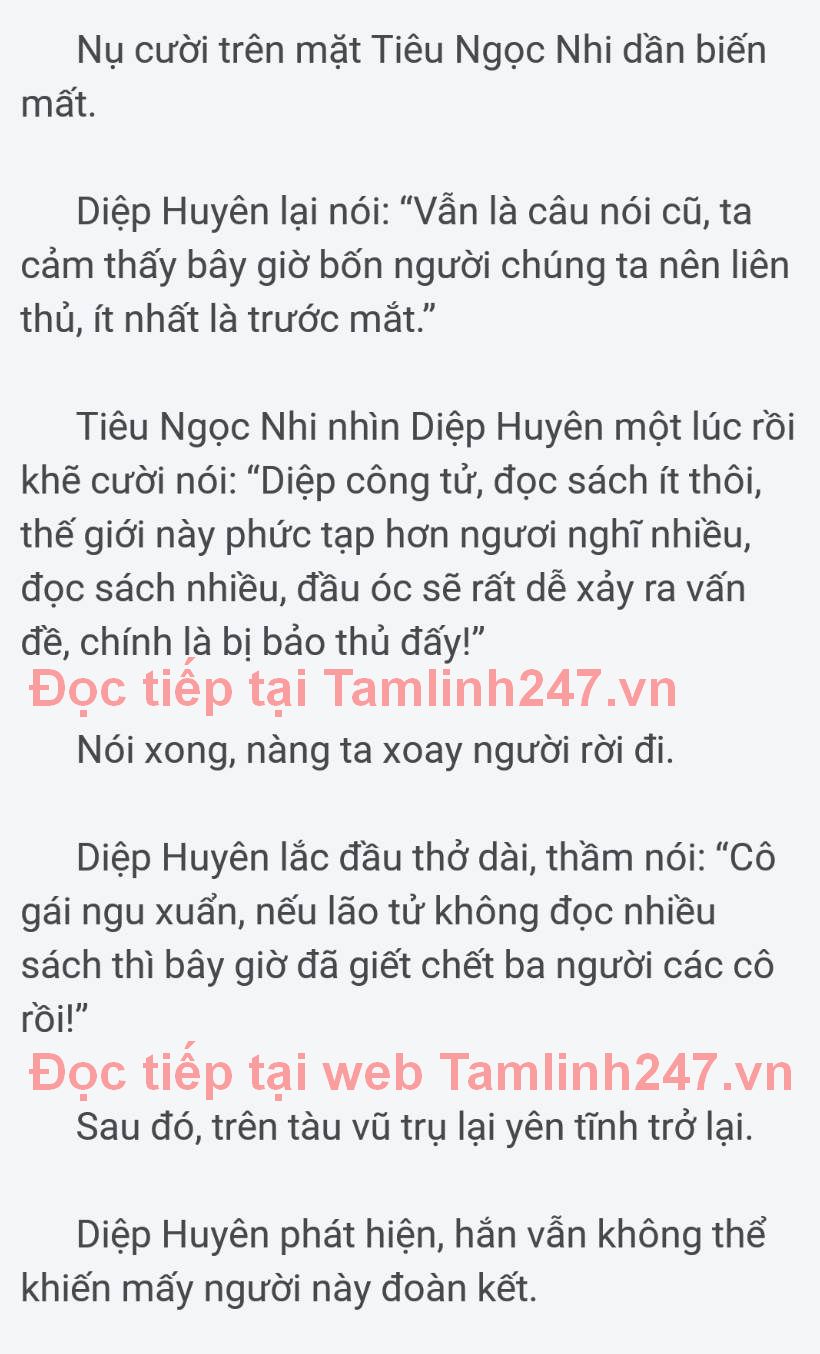 Nụ cười trên mặt Tiêu Ngọc Nhi dần biến
mất.
Diệp Huyên lại nói: “Vẫn là câu nói cũ, ta
cảm thấy bây giờ bốn người chúng ta nên liên
thủ, ít nhất là trước mắt.”
Tiêu Ngọc Nhi nhìn Diệp Huyên một lúc rồi
khẽ cười nói: “Diệp công tử, đọc sách ít thôi,
thế giới này phức tạp hơn ngươi nghĩ nhiều,
đọc sách nhiều, đầu óc sẽ rất dễ xảy ra vấn
đề, chính là bị bảo thủ đấy!”
Đọc tiếp tại Tamlinh247.vn
Nói xong, nàng ta xoay người rời đi.
Diệp Huyên lắc đầu thở dài, thầm nói: “Cô
gái ngu xuẩn, nếu lão tử không đọc nhiều
sách thì bây giờ đã giết chết ba người các cô
rồi!”
Đọc tiếp tại web Tamlinh247.vn
Sau đó, trên tàu vũ trụ lại yên tĩnh trở lại.
Diệp Huyên phát hiện, hắn vẫn không thể
khiến mấy người này đoàn kết.